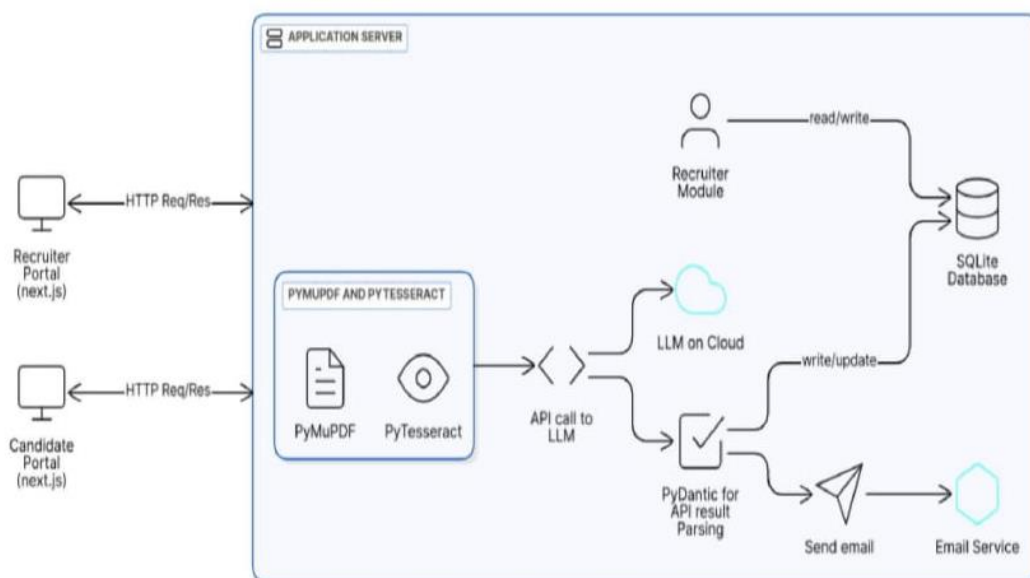 APPLICATION SERVER
read/write
Recruiter
Module
HTTP Req/Res
Recruiter
Portal
(next.js)
SQLite
Database
PYMUPDF AND PYTESSERACT
LLM on Cloud
write/update
HTTP Req/Res
PyMuPDF
PyTesseract
API call to
LLM
Candidate
Portal
(next.js)
PyDantic for
API result
Parsing
Send email
Email Service